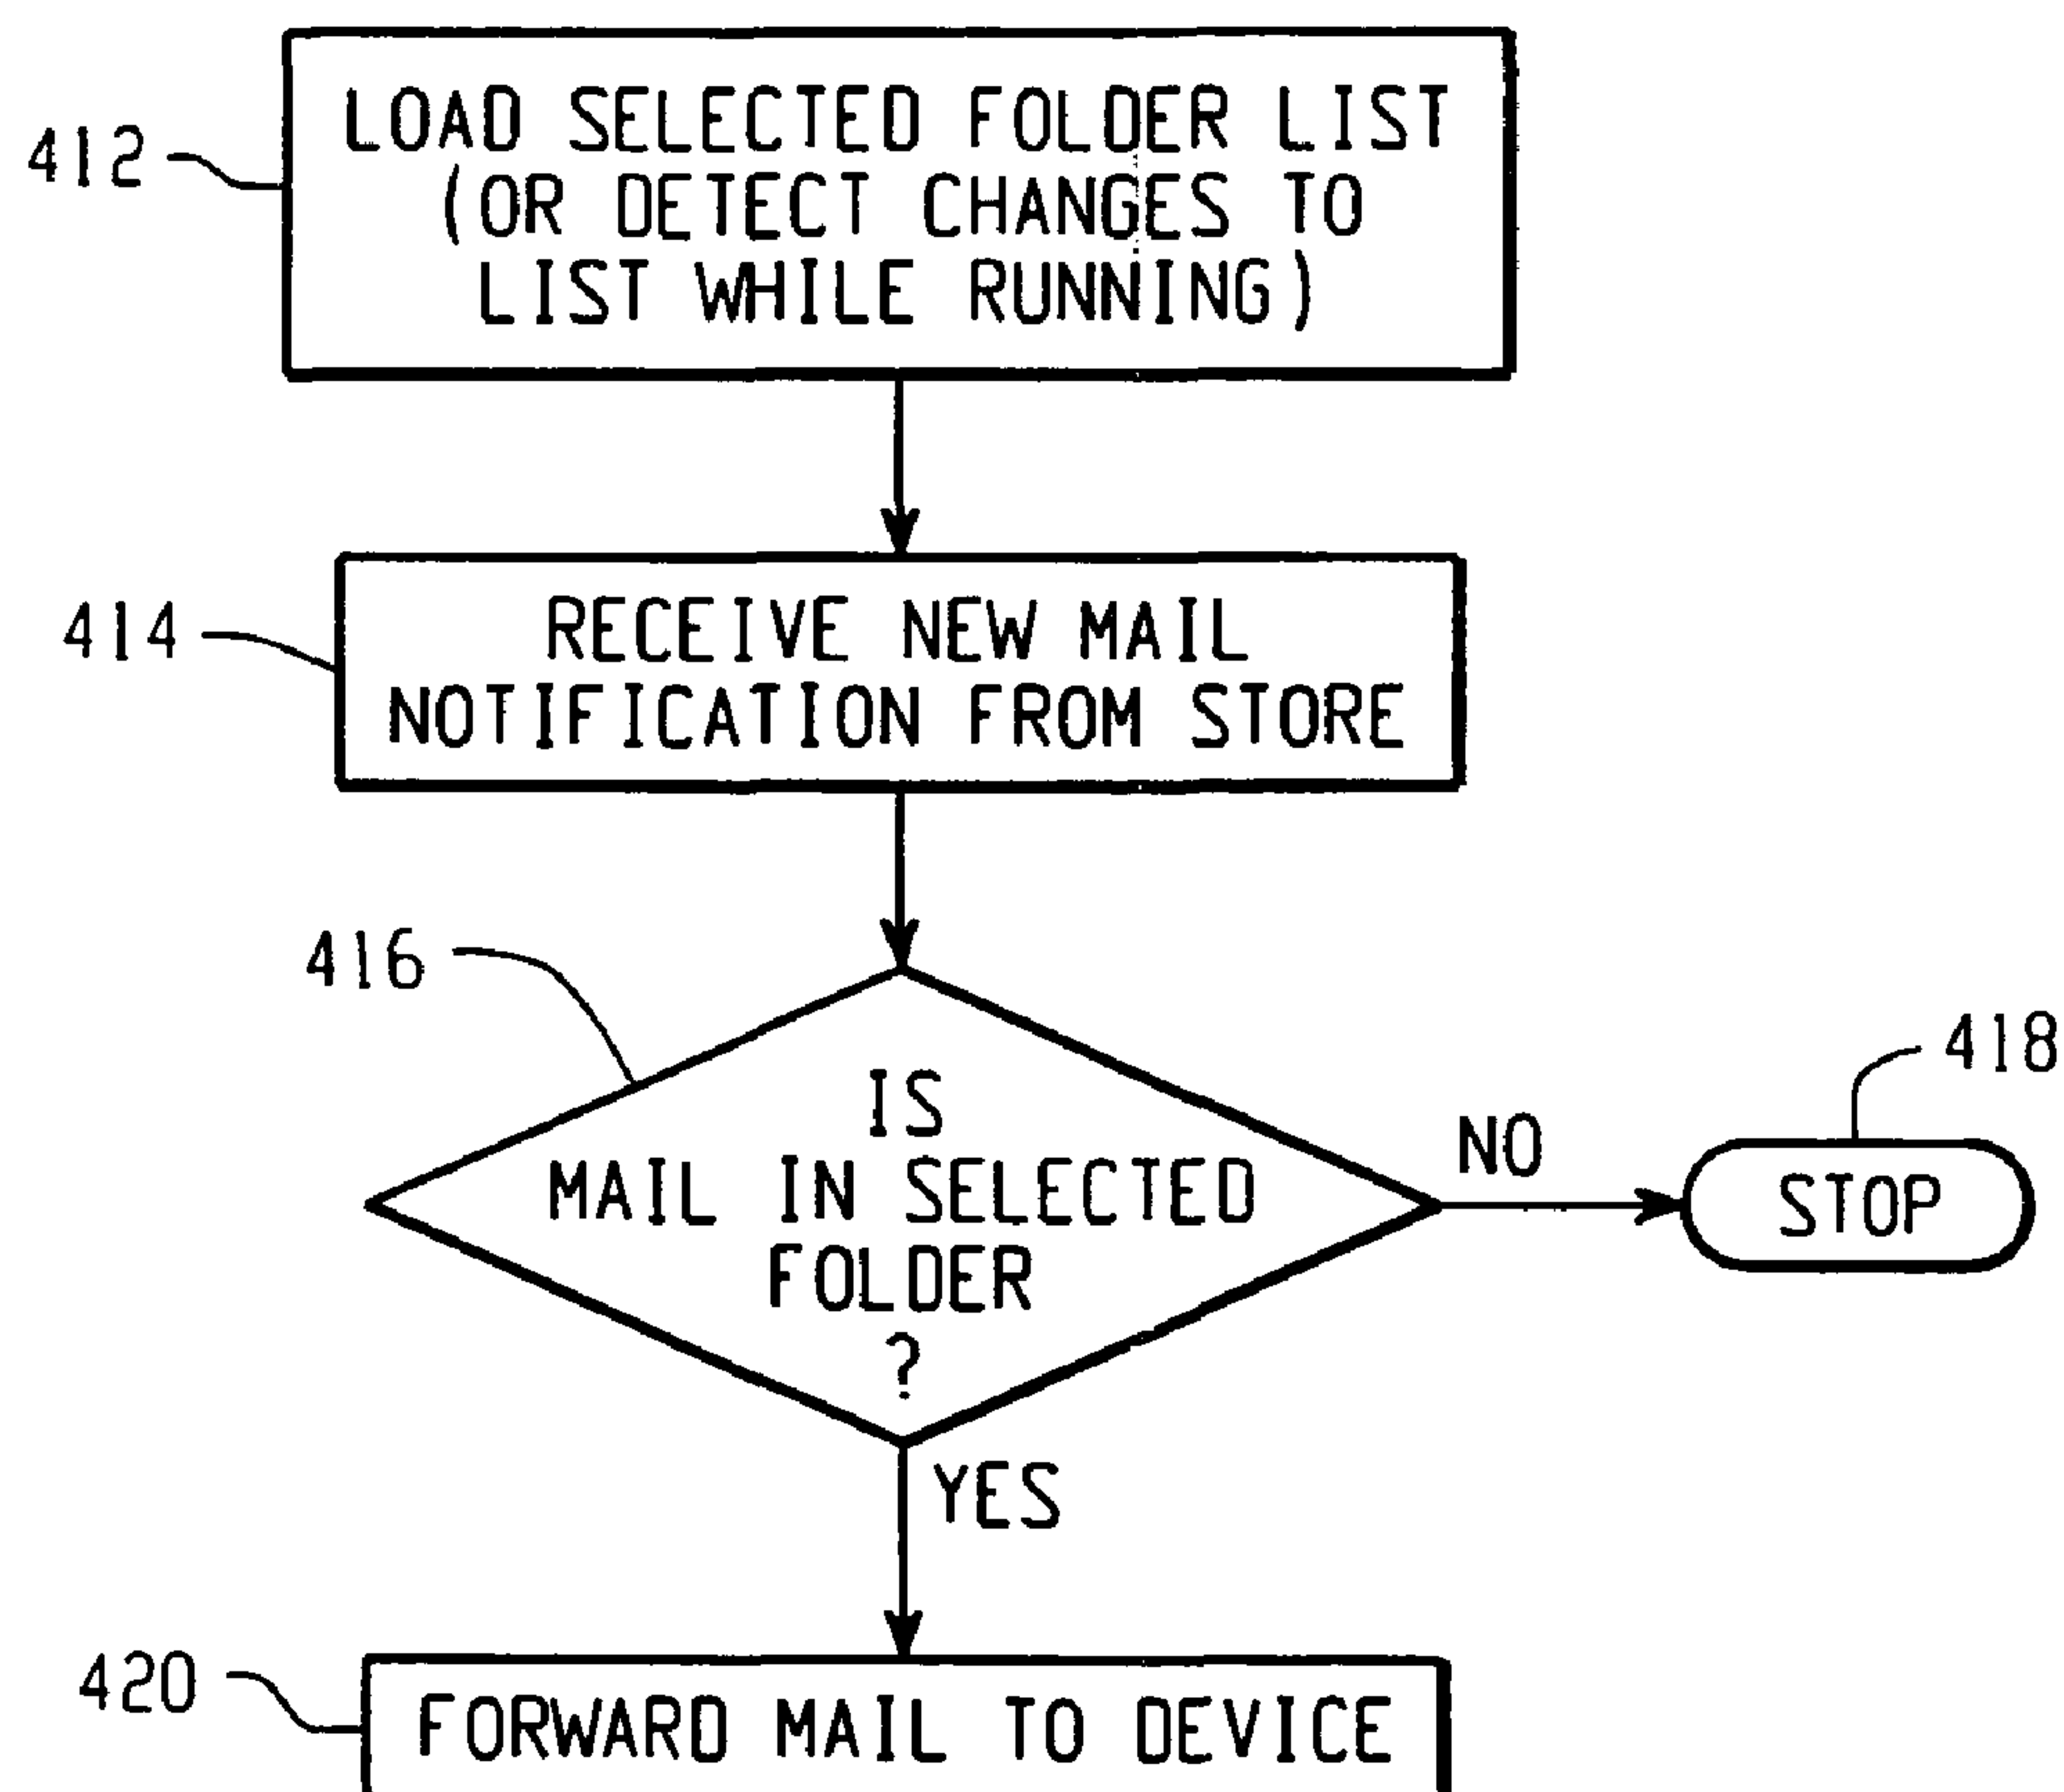 412
LOAD SELECTED FOLDER LIST
(OR DETECT CHANGES TO
LIST WHILE RUNNING)
414
RECEIVE NEW MAIL
NOTIFICATION FROM STORE
416
IS
MAIL IN SELECTED
FOLDER
?
NO
418
STOP
YES
420
FORWARD MAIL TO DEVICE